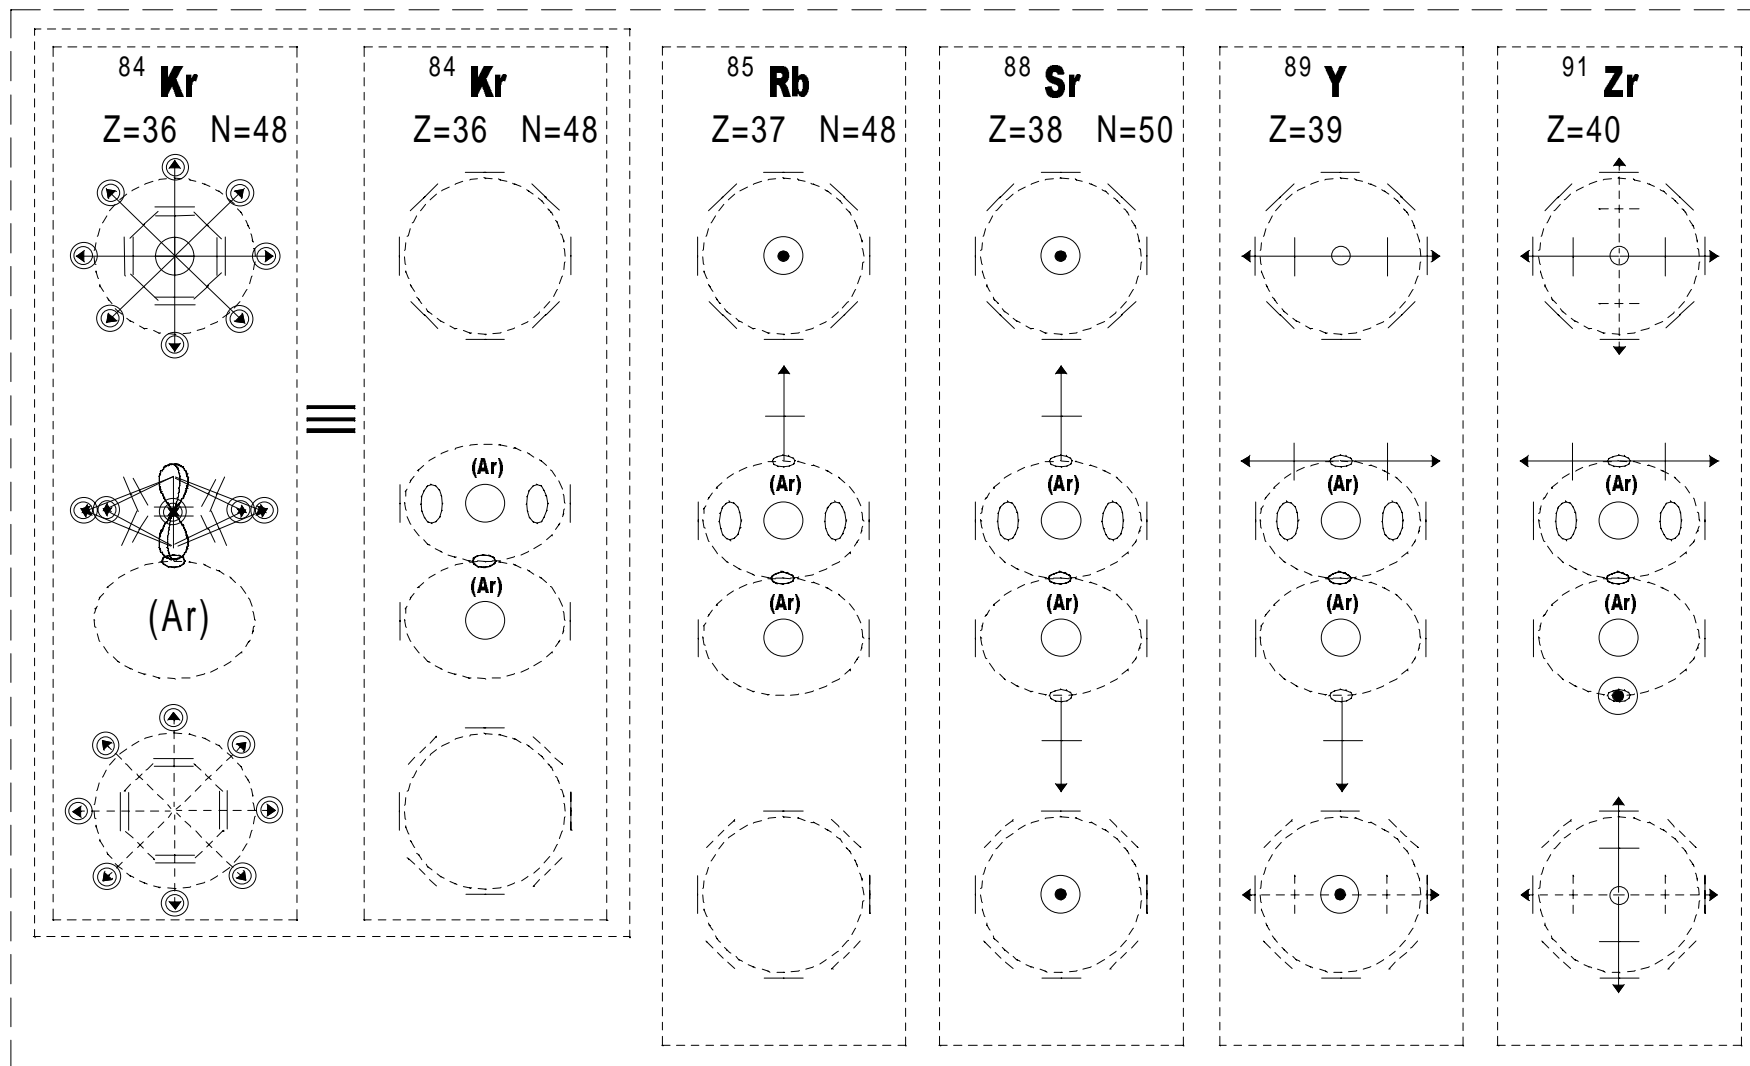 84 Kr
Z=36 N=48
(Ar)
≡
84 Kr
Z=36 N=48
(Ar)
(Ar)
85 Rb
Z=37 N=48
(Ar)
(Ar)
88 Sr
Z=38 N=50
(Ar)
(Ar)
89 Y
Z=39
(Ar)
(Ar)
91 Zr
Z=40
(Ar)
(Ar)